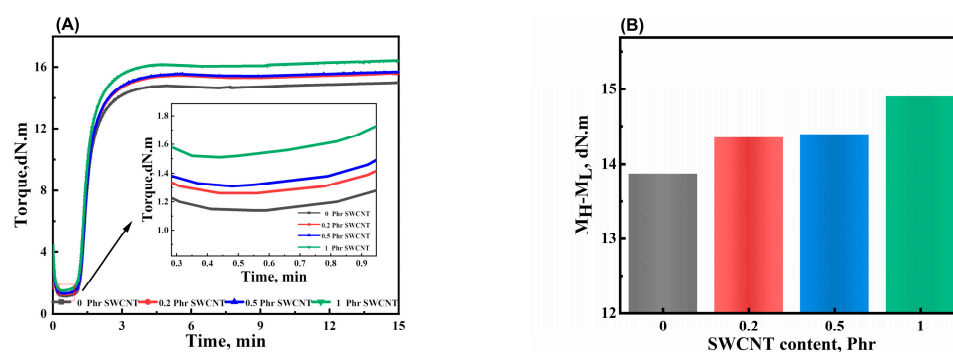 (A)
16
12
8
4
0
Torque,dN.m
0 3 6 9 12 15
Time, min
0 Phr SWCNT 0.2 Phr SWCNT 0.5 Phr SWCNT 1 Phr SWCNT
1.8
1.6
1.4
1.2
1.0
Torque,dN.m
0.3 0.4 0.5 0.6 0.7 0.8 0.9
Time, min
0 Phr SWCNT
0.2 Phr SWCNT
0.5 Phr SWCNT
1 Phr SWCNT
(B)
15
14
13
12
MH-ML, dN.m
0 0.2 0.5 1
SWCNT content, Phr